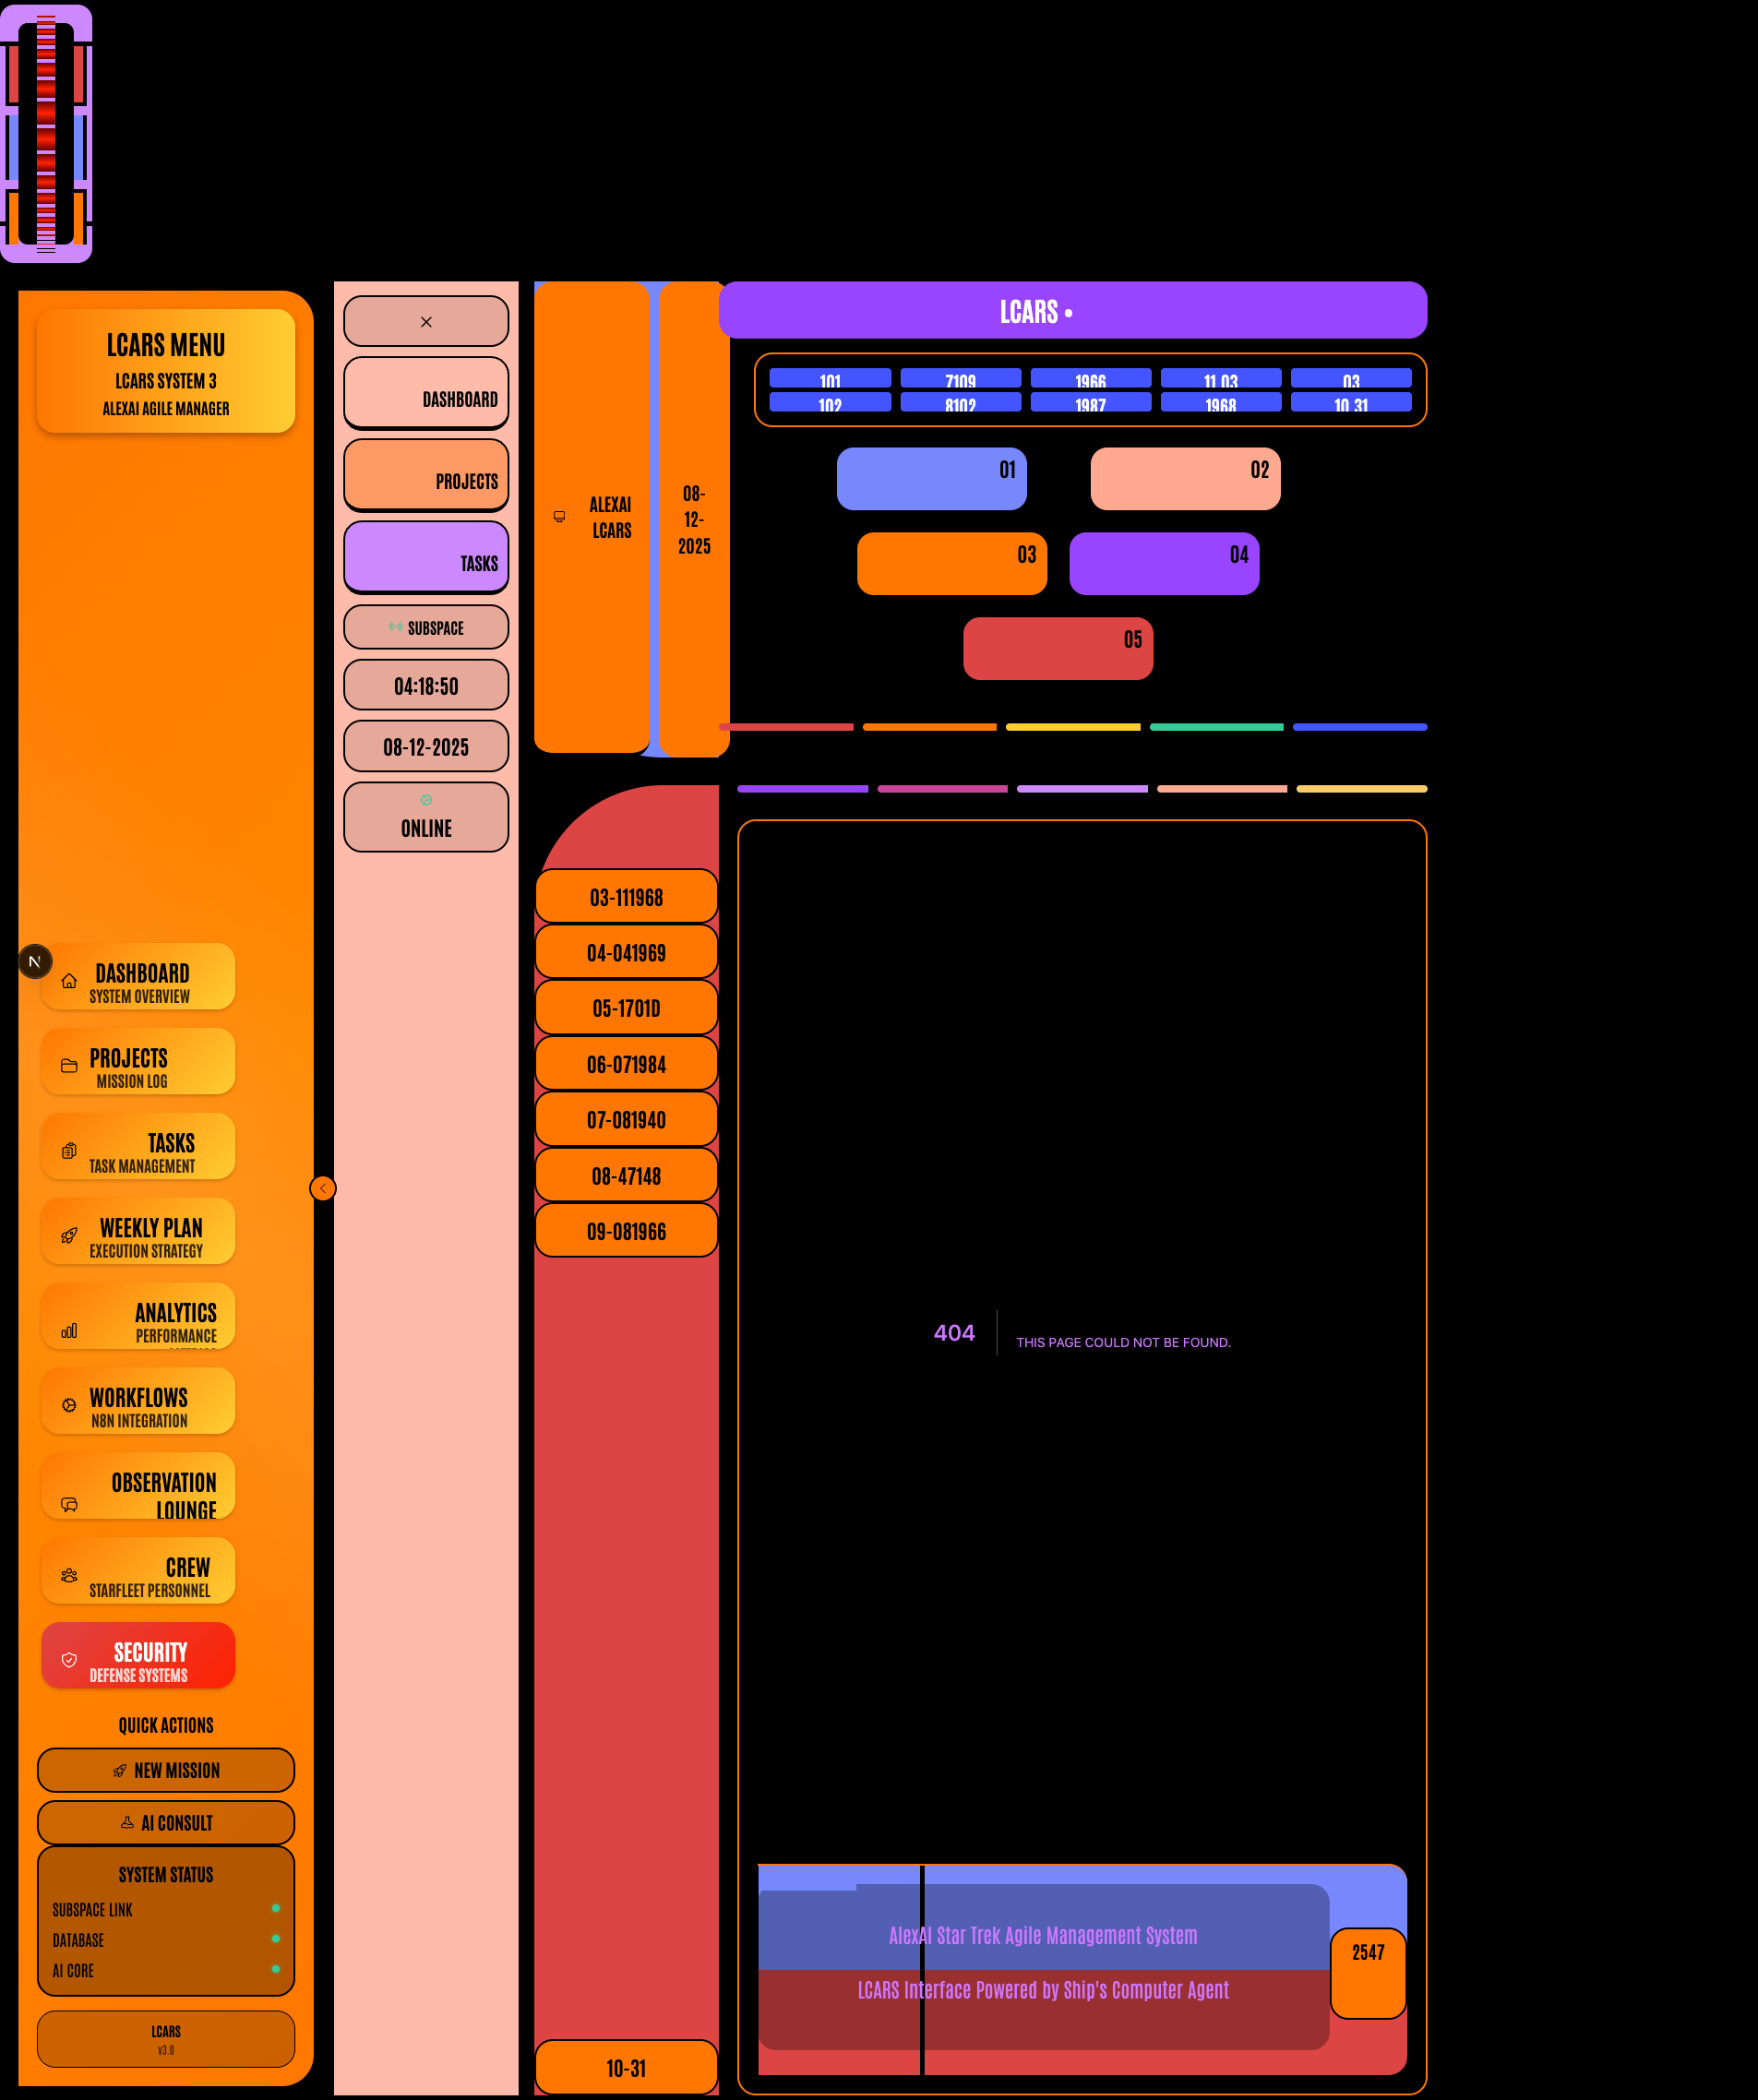 LCARS MENU
LCARS SYSTEM 3
ALEXAI AGILE MANAGER
DASHBOARD
SYSTEM OVERVIEW
PROJECTS
MISSION LOG
TASKS
TASK MANAGEMENT
WEEKLY PLAN
EXECUTION STRATEGY
ANALYTICS
PERFORMANCE
WORKFLOWS
N8N INTEGRATION
OBSERVATION
LOUNGE
CREW
STARFLEET PERSONNEL
SECURITY
DEFENSE SYSTEMS
QUICK ACTIONS
NEW MISSION
AI CONSULT
SYSTEM STATUS
SUBSPACE LINK
DATABASE
AI CORE
LCARS
v3.0
N
DASHBOARD
PROJECTS
TASKS
SUBSPACE
04:18:50
08-12-2025
ONLINE
ALEXAI
LCARS
08-
12-
2025
03-111968
04-041969
05-1701D
06-071984
07-081940
08-47148
09-081966
10-31
LCARS •
101 7109 1966 11 03 03
102 8102 1987 1968 10 31
01 02
03 04
05
404
THIS PAGE COULD NOT BE FOUND.
AlexAI Star Trek Agile Management System
LCARS Interface Powered by Ship's Computer Agent
2547